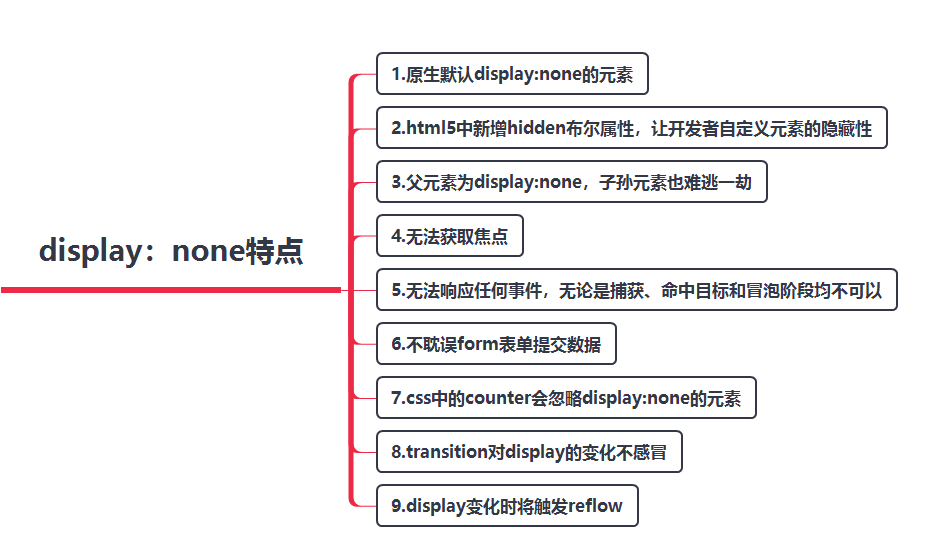 display：none特点
1.原生默认display:none的元素
2.html5中新增hidden布尔属性，让开发者自定义元素的隐藏性
3.父元素为display:none，子孙元素也难逃一劫
4.无法获取焦点
5.无法响应任何事件，无论是捕获、命中目标和冒泡阶段均不可以
6.不耽误form表单提交数据
7.css中的counter会忽略display:none的元素
8.transition对display的变化不感冒
9.display变化时将触发reflow